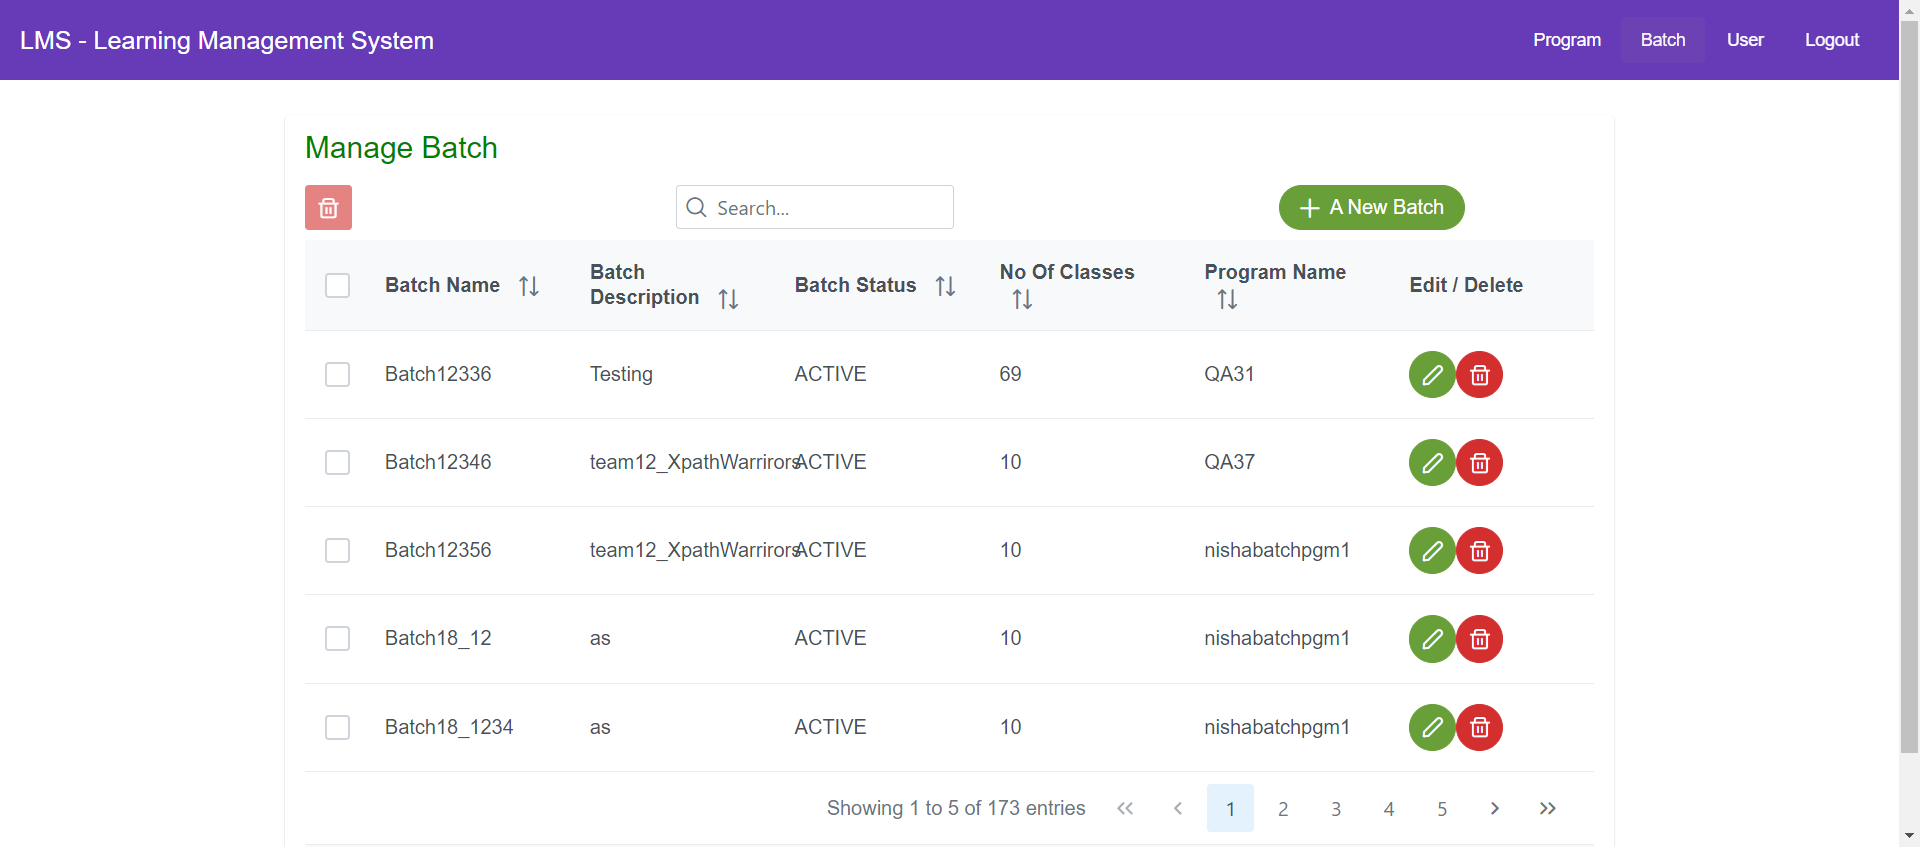 LMS - Learning Management System
Program Batch User Logout
Manage Batch
Search...
A New Batch
Batch Name Batch Description Batch Status No Of Classes Program Name Edit / Delete
Batch12336 Testing ACTIVE 69 QA31
Batch12346 team12_XpathWarrirors ACTIVE 10 QA37
Batch12356 team12_XpathWarrirors ACTIVE 10 nishabatchpgm1
Batch18_12 as ACTIVE 10 nishabatchpgm1
Batch18_1234 as ACTIVE 10 nishabatchpgm1
Showing 1 to 5 of 173 entries 1 2 3 4 5